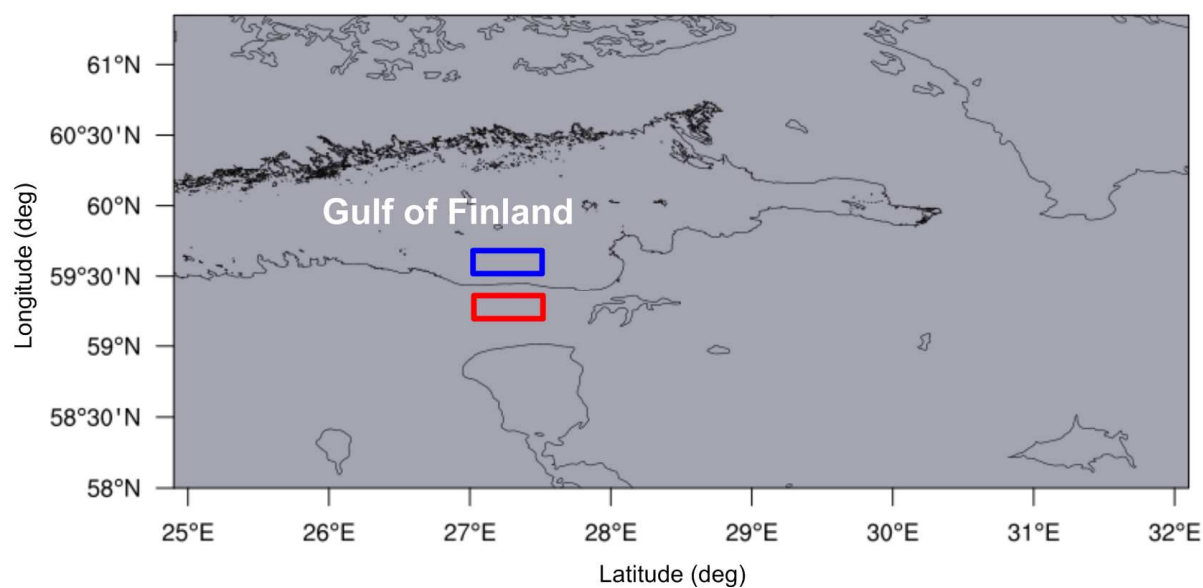 61°N
60°30'N
60°N
59°30'N
59°N
58°30'N
58°N
Longitude (deg)
Gulf of Finland
25°E 26°E 27°E 28°E 29°E 30°E 31°E 32°E
Latitude (deg)